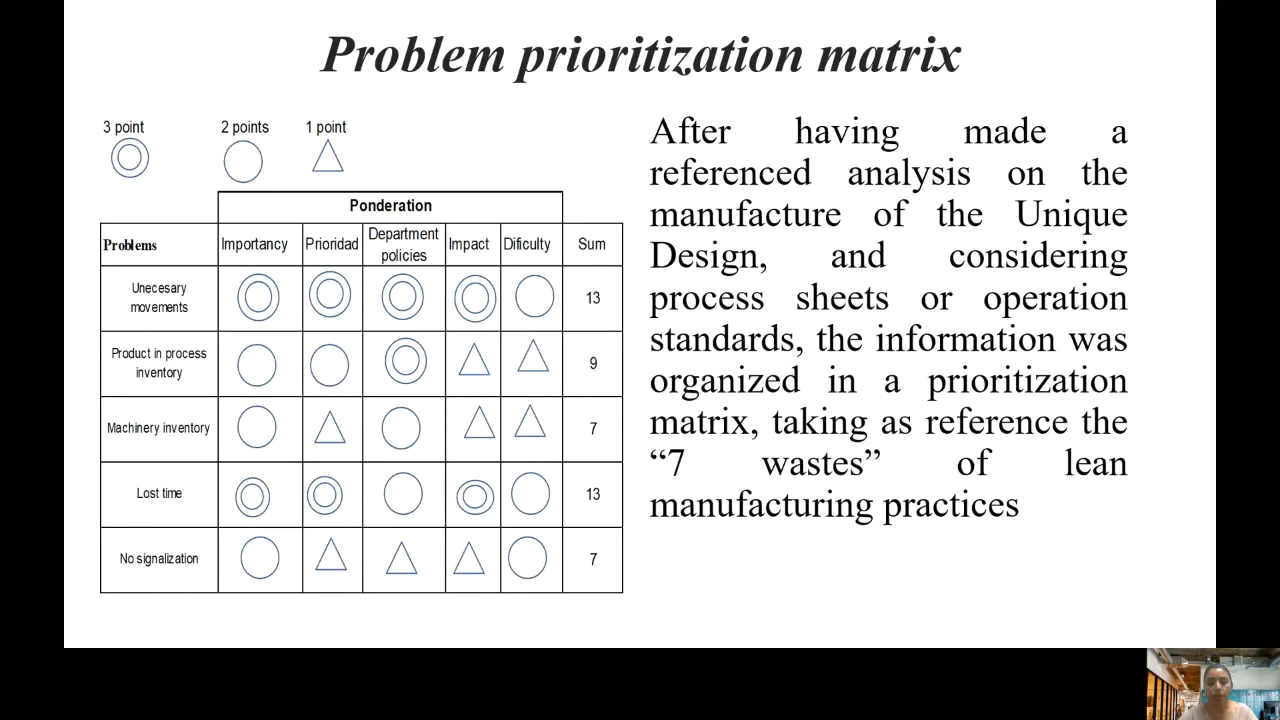 Problem prioritization matrix
3 point 2 points 1 point
Ponderation
Problems Importancy Prioridad Department policies Impact Dificulty Sum
Unecesary movements 13
Product in process inventory 9
Machinery inventory 7
Lost time 13
No signalization 7
After having made a
referenced analysis on the
manufacture of the Unique
Design, and considering
process sheets or operation
standards, the information was
organized in a prioritization
matrix, taking as reference the
“7 wastes” of lean
manufacturing practices